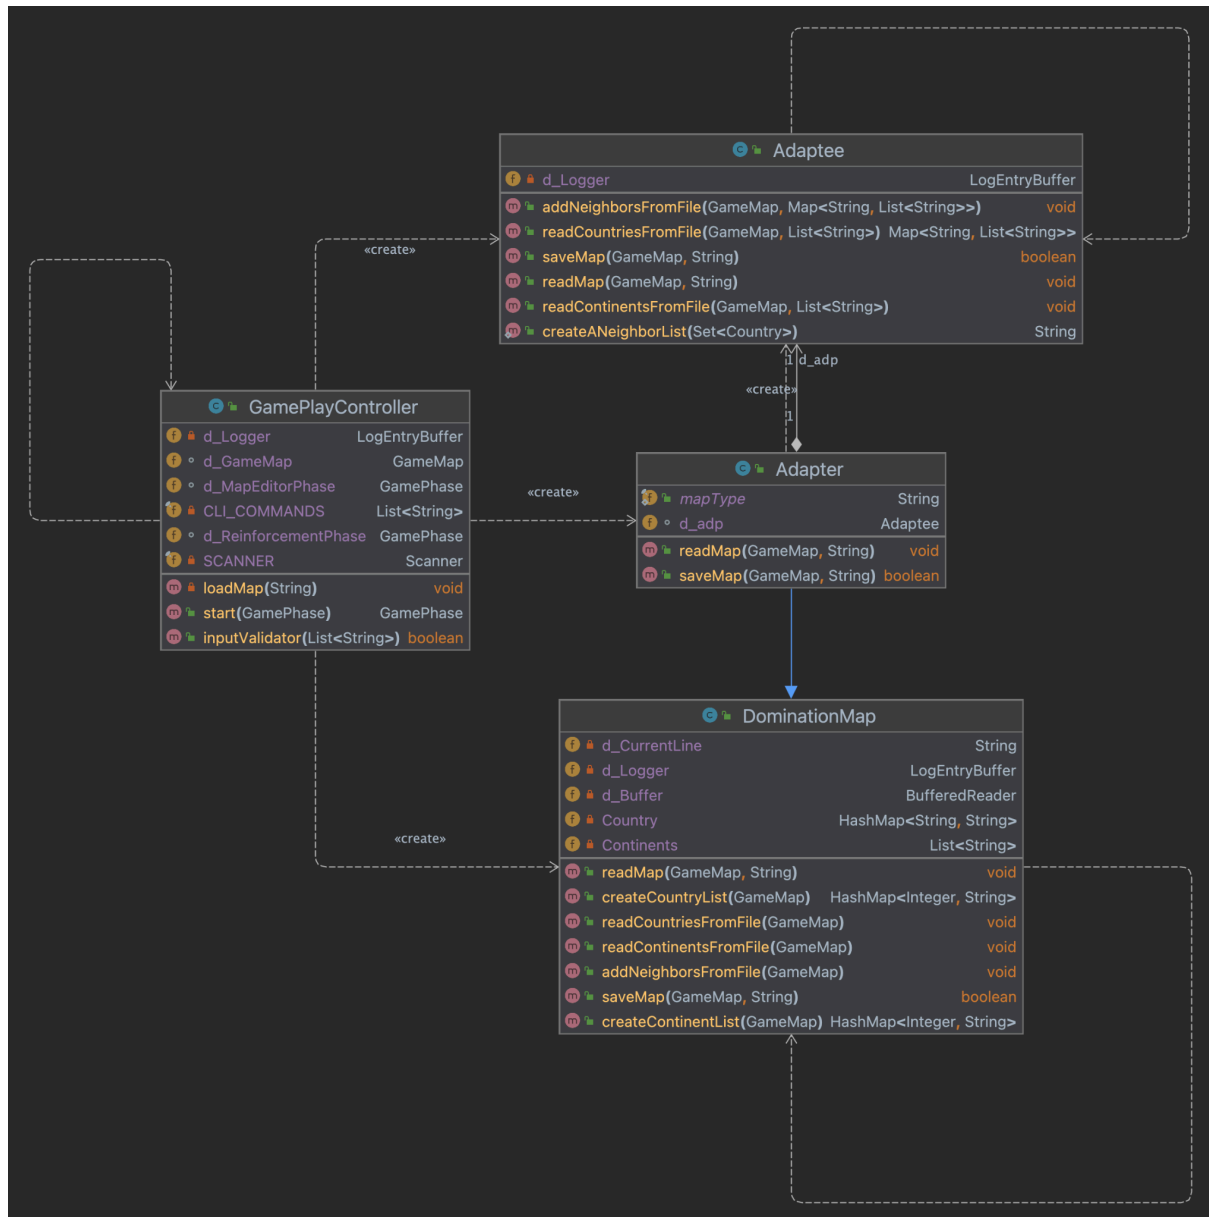 Adaptee
d_Logger LogEntryBuffer
addNeighborsFromFile(GameMap, Map<String, List<String>>) void
readCountriesFromFile(GameMap, List<String>) Map<String, List<String>>
saveMap(GameMap, String) boolean
readMap(GameMap, String) void
readContinentsFromFile(GameMap, List<String>) void
createANeighborList(Set<Country>) String
«create»
1 d_adp
«create»
1
GamePlayController
d_Logger LogEntryBuffer
d_GameMap GameMap
d_MapEditorPhase GamePhase
CLI_COMMANDS List<String>
d_ReinforcementPhase GamePhase
SCANNER Scanner
loadMap(String) void
start(GamePhase) GamePhase
inputValidator(List<String>) boolean
«create»
Adapter
mapType String
d_adp Adaptee
readMap(GameMap, String) void
saveMap(GameMap, String) boolean
«create»
DominationMap
d_CurrentLine String
d_Logger LogEntryBuffer
d_Buffer BufferedReader
Country HashMap<String, String>
Continents List<String>
readMap(GameMap, String) void
createCountryList(GameMap) HashMap<Integer, String>
readCountriesFromFile(GameMap) void
readContinentsFromFile(GameMap) void
addNeighborsFromFile(GameMap) void
saveMap(GameMap, String) boolean
createContinentList(GameMap) HashMap<Integer, String>